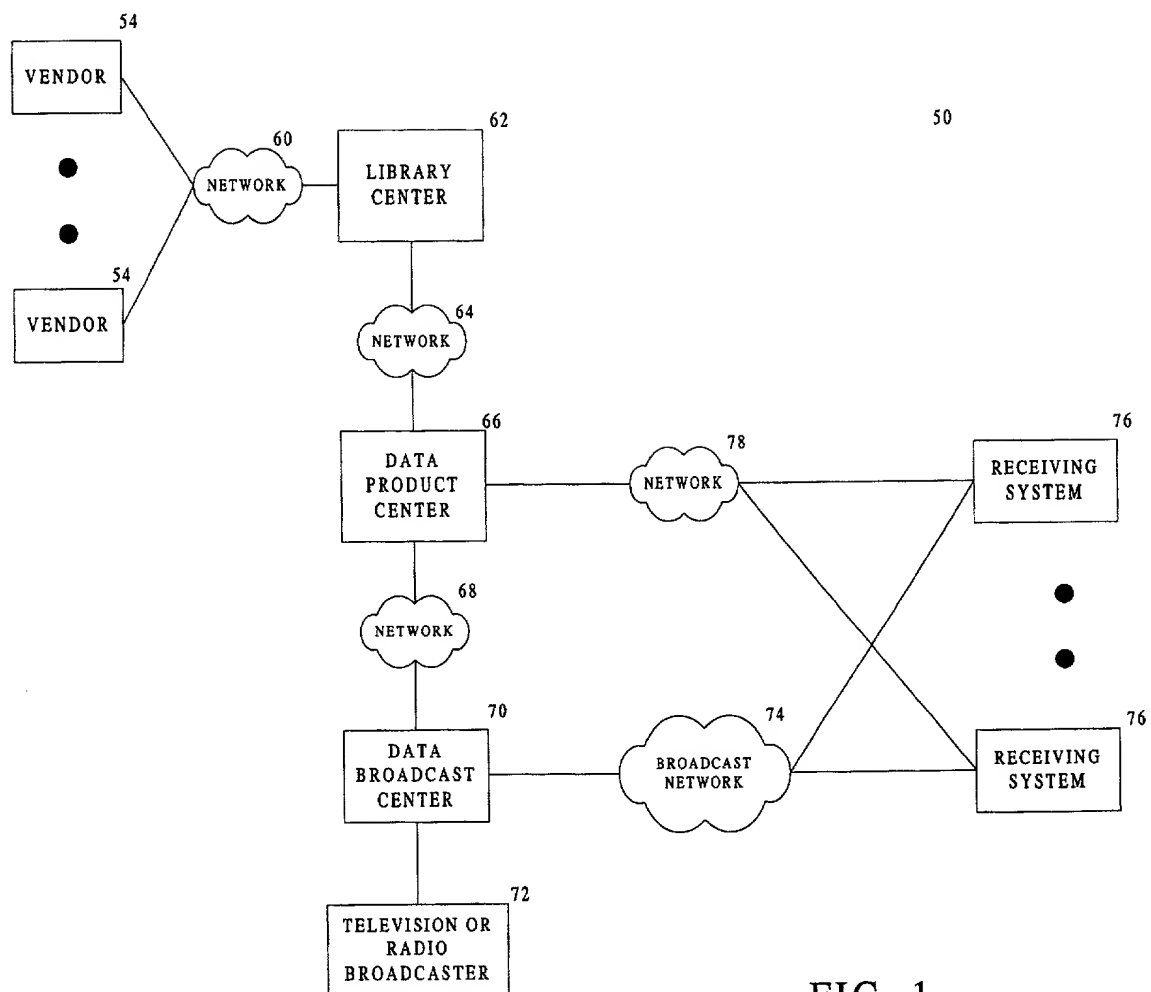 54
VENDOR
50
62
60
LIBRARY
CENTER
NETWORK
54
VENDOR
64
NETWORK
66
DATA
PRODUCT
CENTER
78
NETWORK
76
RECEIVING
SYSTEM
68
NETWORK
70
DATA
BROADCAST
CENTER
74
BROADCAST
NETWORK
76
RECEIVING
SYSTEM
72
TELEVISION OR
RADIO
BROADCASTER
FIG. 1